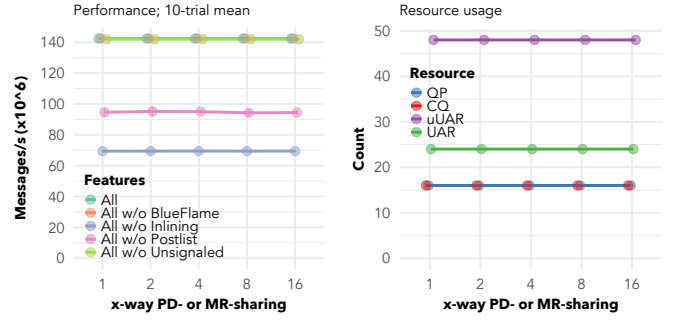 Performance; 10-trial mean
Messages/s (x10^6)
140
120
100
80
60
40
20
0
Features
All
All w/o BlueFlame
All w/o Inlining
All w/o Postlist
All w/o Unsignaled
1 2 4 8 16
x-way PD- or MR-sharing
Resource usage
Count
50
40
30
20
10
0
Resource
QP
CQ
uUAR
UAR
1 2 4 8 16
x-way PD- or MR-sharing